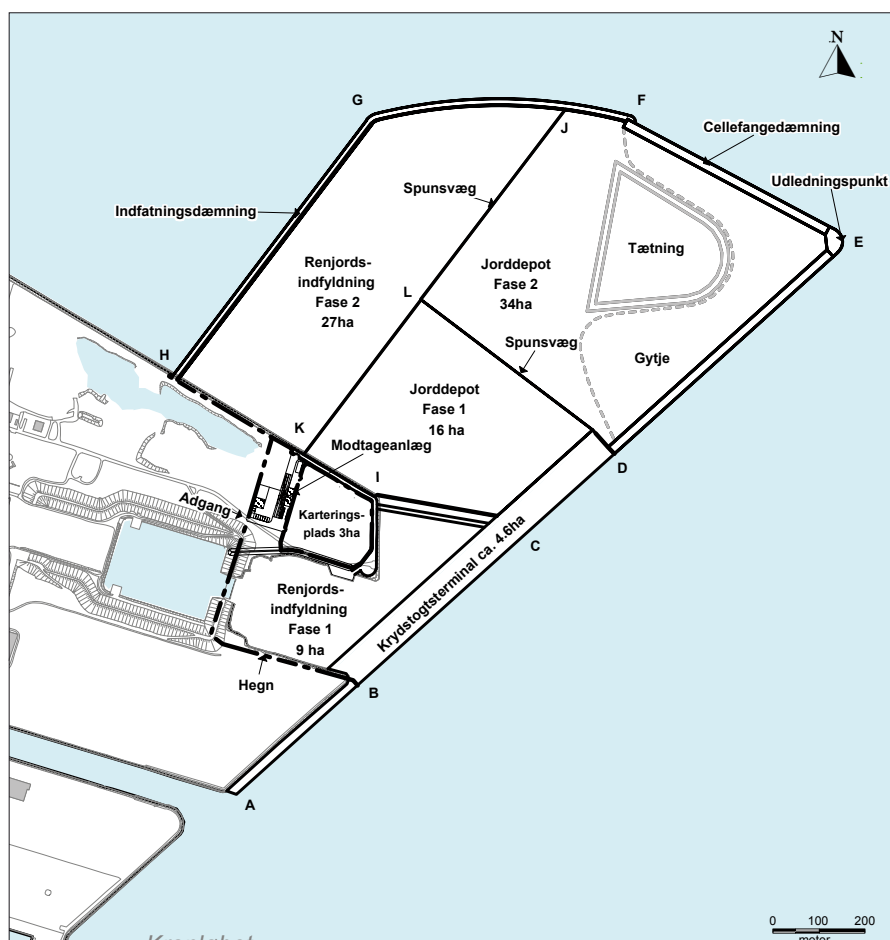 N
G
F
Cellefangedæmning
J
Udledningspunkt
Spunsvæg
Indfatningsdæmning
E
Tætning
Renjords-
indfyldning
Fase 2
27ha
Jorddepot
Fase 2
34ha
L
Spunsvæg
Gytje
H
Jorddepot
Fase 1
16 ha
K
Modtageanlæg
D
I
Adgang
Karterings-
plads 3ha
C
Krydstogtsterminal ca. 4.6ha
Renjords-
indfyldning
Fase 1
9 ha
Hegn
B
A
0 100 200
meter